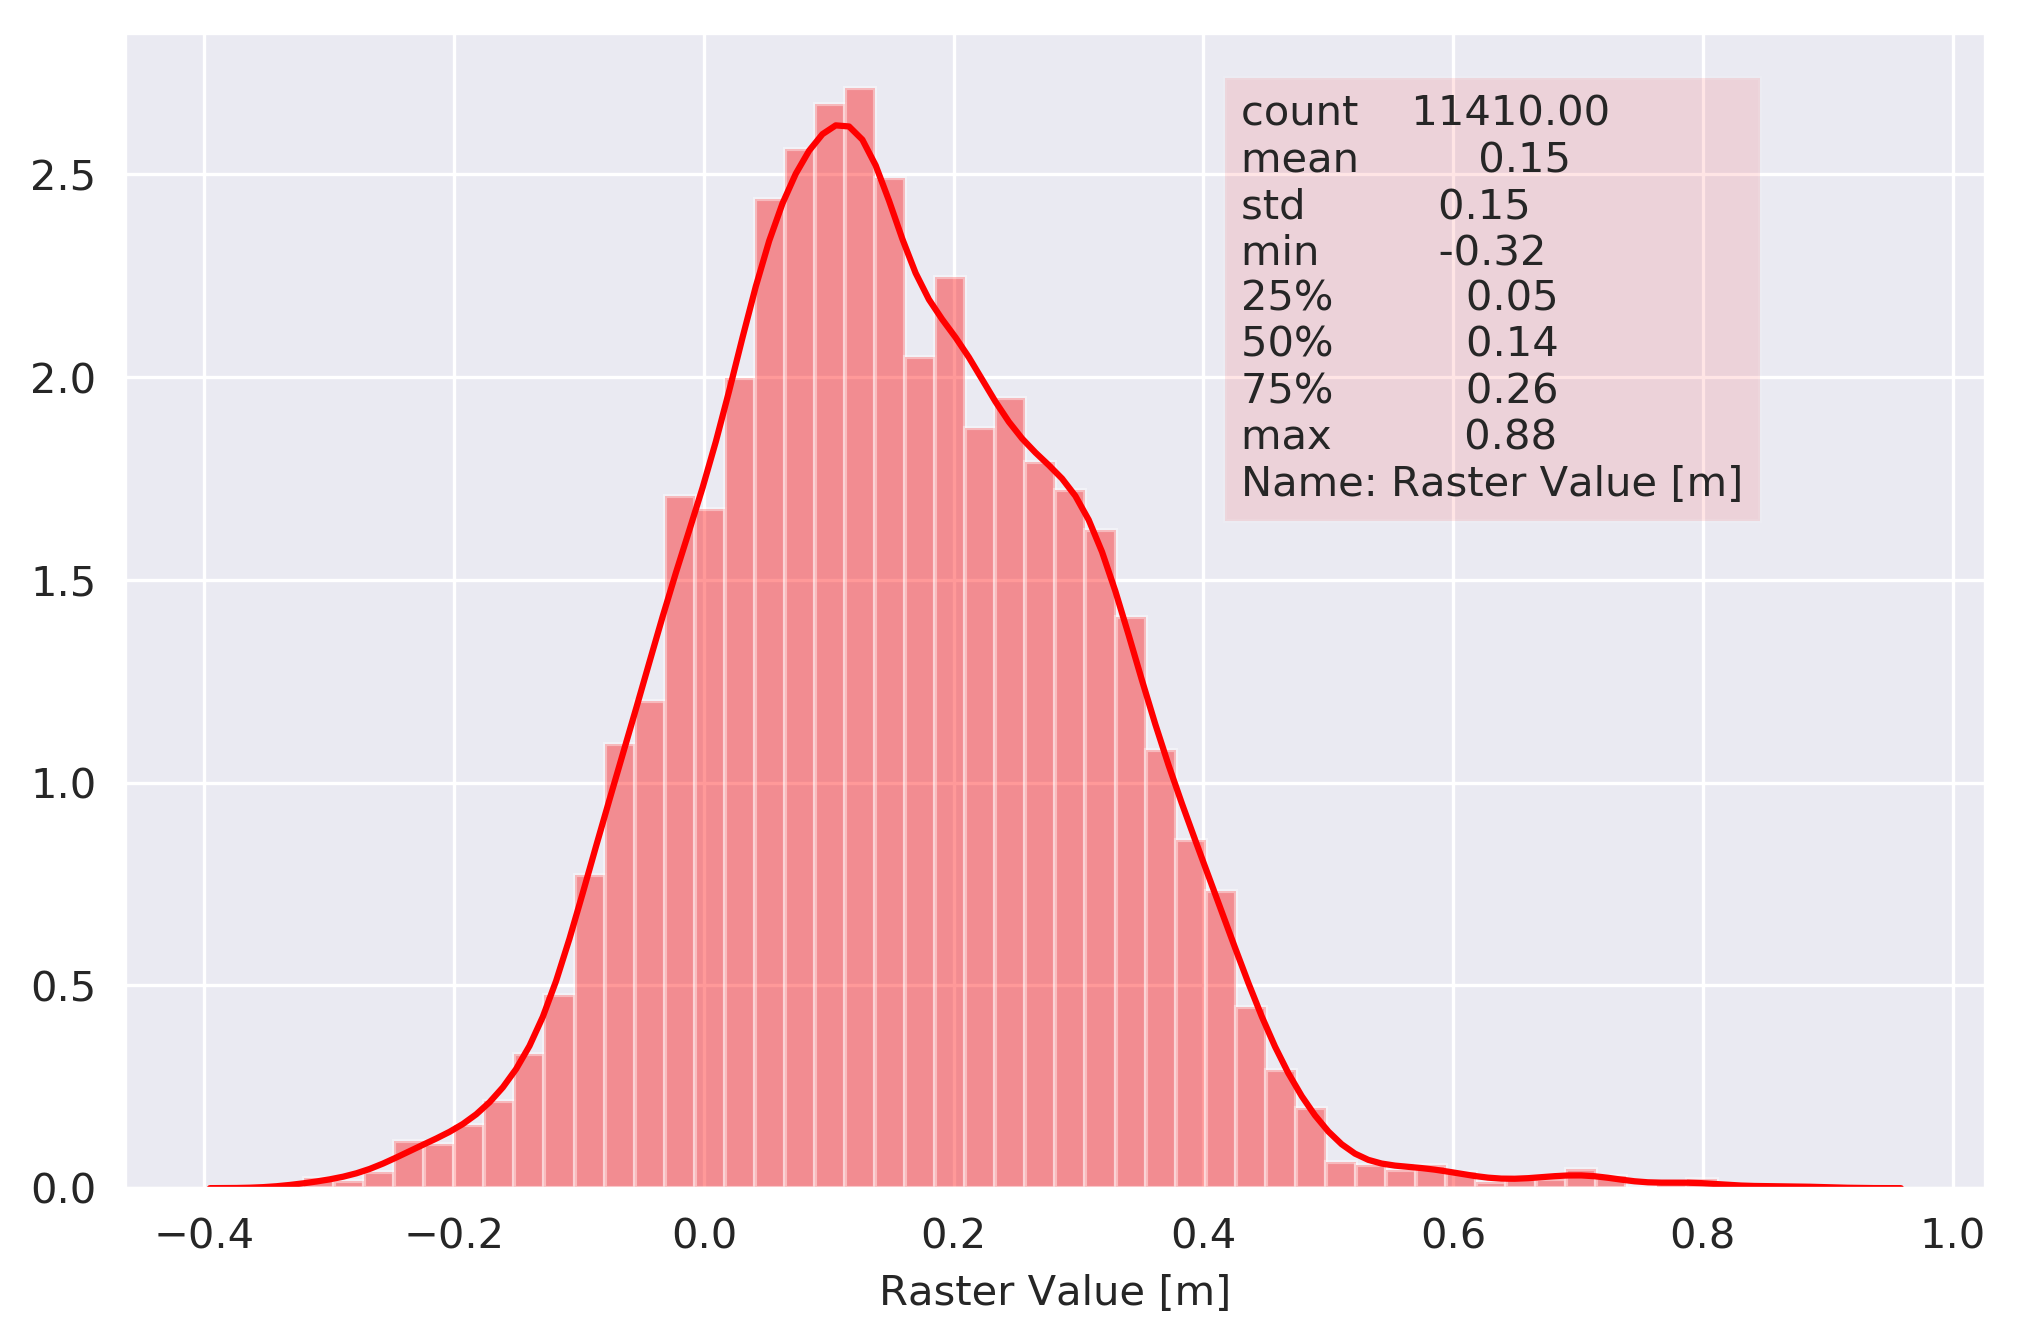 count 11410.00
mean 0.15
std 0.15
min -0.32
25% 0.05
50% 0.14
75% 0.26
max 0.88
Name: Raster Value [m]
2.5
2.0
1.5
1.0
0.5
0.0
−0.4 −0.2 0.0 0.2 0.4 0.6 0.8 1.0
Raster Value [m]